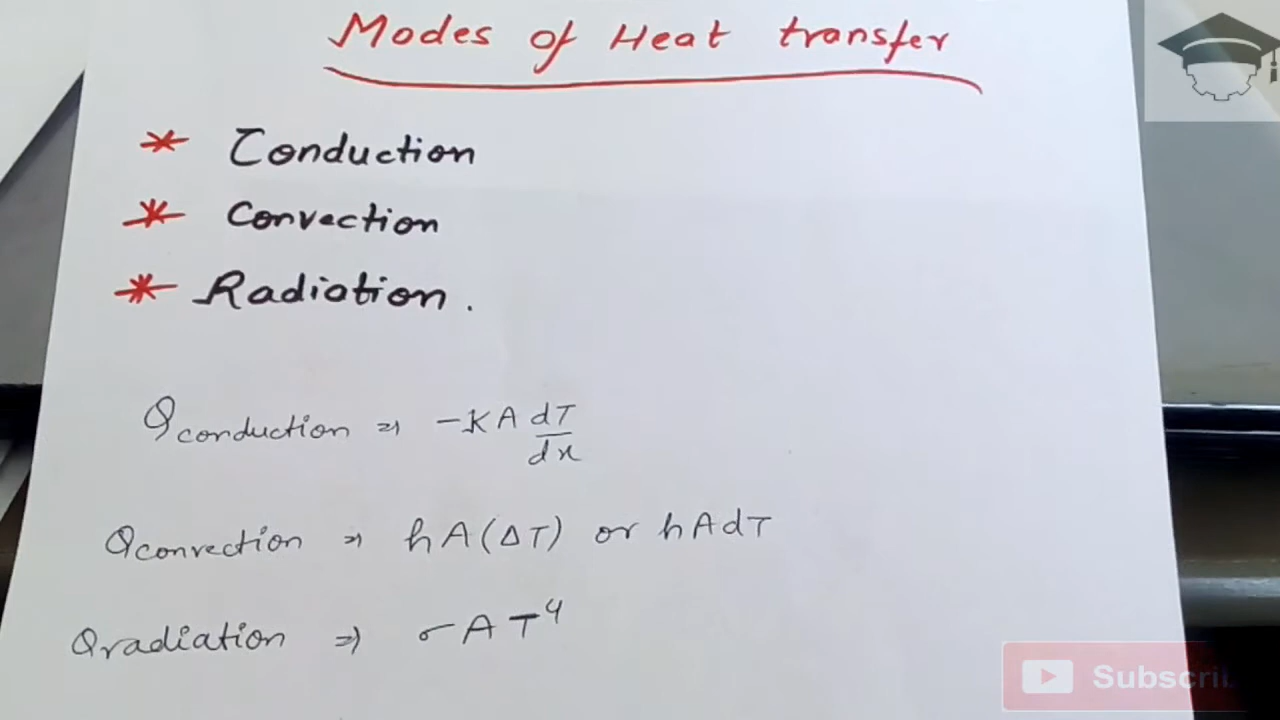 Modes of Heat transfer
* Conduction
* Convection
* Radiation.
Qconduction ⇒ -KA dT/dx
Qconvection ⇒ hA(ΔT) or hAdT
Qradiation ⇒ σAT⁴
Subscri